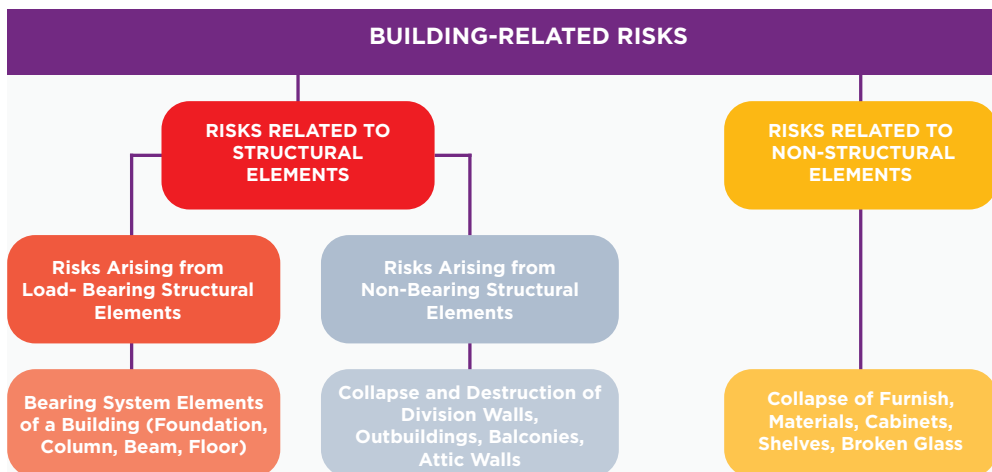 BUILDING-RELATED RISKS
RISKS RELATED TO
STRUCTURAL
ELEMENTS
RISKS RELATED TO
NON-STRUCTURAL
ELEMENTS
Risks Arising from
Load- Bearing Structural
Elements
Risks Arising from
Non-Bearing Structural
Elements
Bearing System Elements
of a Building (Foundation,
Column, Beam, Floor)
Collapse and Destruction of
Division Walls,
Outbuildings, Balconies,
Attic Walls
Collapse of Furnish,
Materials, Cabinets,
Shelves, Broken Glass